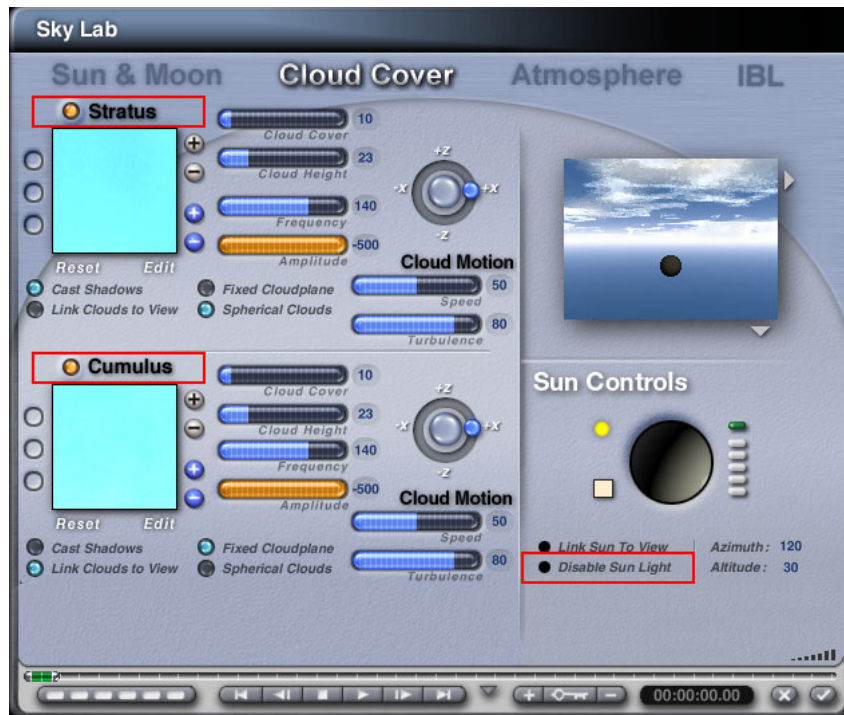 Sky Lab
Sun & Moon Cloud Cover Atmosphere IBL
Stratus
10
Cloud Cover
23
Cloud Height
140
Frequency
-500
Amplitude
+Z
-X
+X
-Z
Reset Edit
Cloud Motion
Cast Shadows
Fixed Cloudplane
50
Speed
Link Clouds to View
Spherical Clouds
80
Turbulence
Cumulus
10
Cloud Cover
23
Cloud Height
140
Frequency
-500
Amplitude
+Z
-X
+X
-Z
Reset Edit
Cloud Motion
Cast Shadows
Fixed Cloudplane
50
Speed
Link Clouds to View
Spherical Clouds
80
Turbulence
Sun Controls
Link Sun To View
Azimuth: 120
Disable Sun Light
Altitude: 30
00:00:00.00